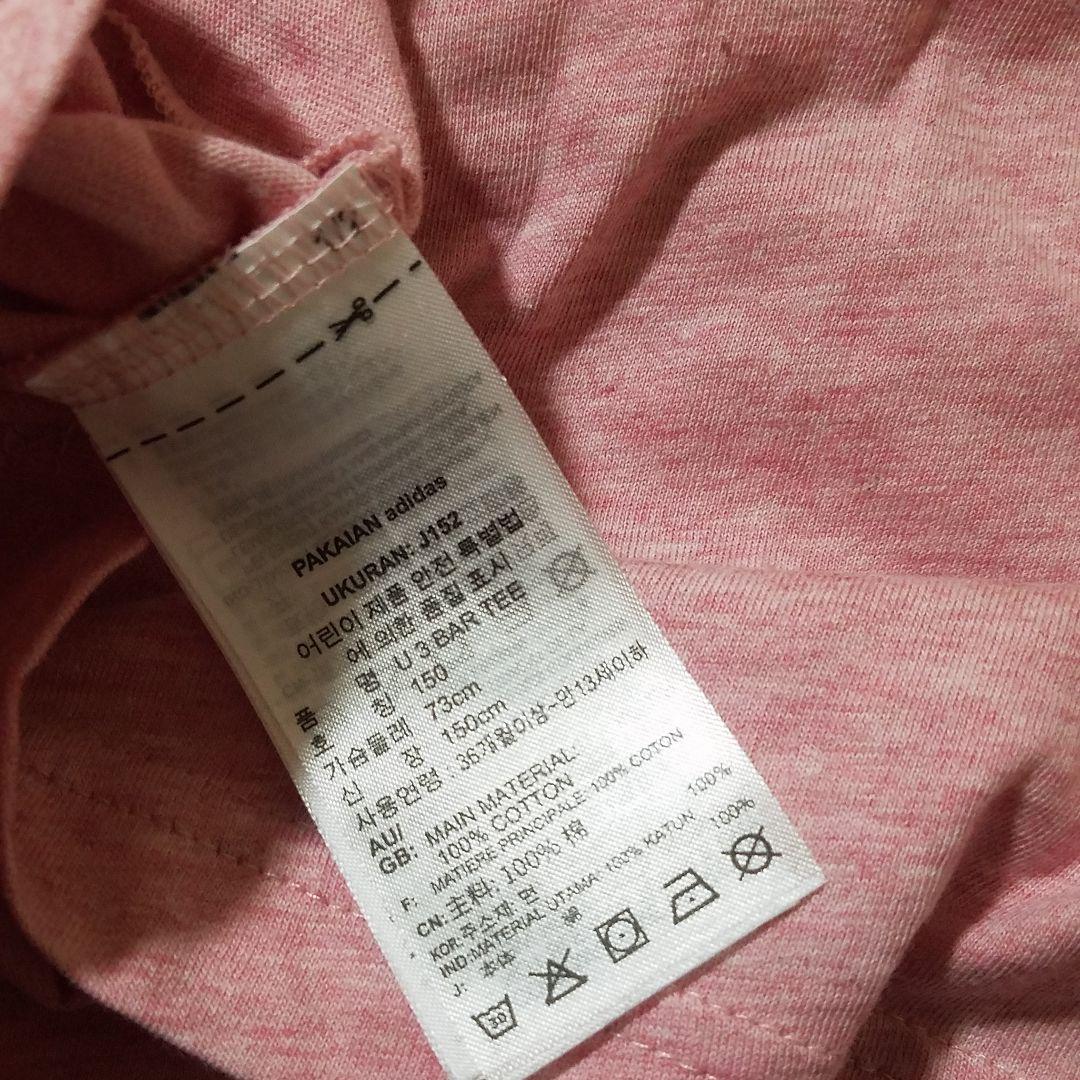 1/3
PAKAIAN adidas
UKURAN: J152
어린이 제품 안전 특별법
에 의한 품질 표시
품 명 U 3 BAR TEE
호 칭 150
가슴둘레 73cm
신 장 150cm
사용연령 : 36개월이상~만13세이하
AU/
GB: MAIN MATERIAL:
100% COTTON
F: MATIERE PRINCIPALE 100% COTON
CN: 主料: 100% 棉
KOR: 주소재: 면 100%
IND: MATERIAL UTAMA 100% KATUN
J: 本体 綿 100%
30